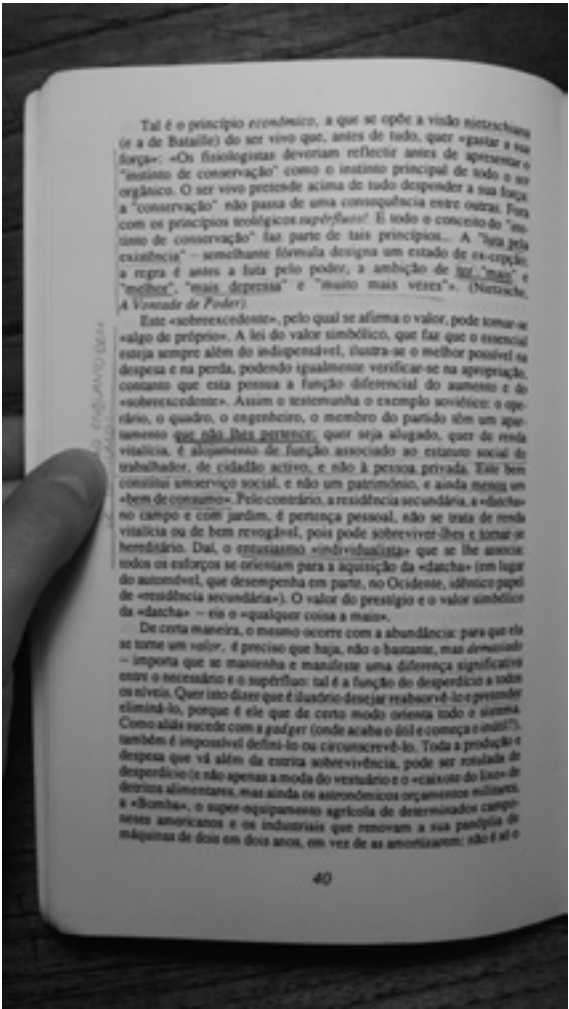 Tal é o princípio económico, a que se opõe a visão nietzschiana
(e a de Bataille) do ser vivo que, antes de tudo, quer «gastar a sua
força»: «Os fisiologistas deveriam reflectir antes de apresentar o
"instinto de conservação" como o instinto principal de todo o ser
orgânico. O ser vivo pretende acima de tudo despender a sua força:
a "conservação" não passa de uma consequência entre outras. Fora
com os princípios teológicos supérfluos! E todo o conceito do "ins-
tinto de conservação" faz parte de tais princípios... A "luta pela
existência" – semelhante fórmula designa um estado de excepção;
a regra é antes a luta pelo poder, a ambição de ter "mais" e
"melhor", "mais depressa" e "muito mais vezes"». (Nietzsche,
A Vontade de Poder).
Este «sobreexcedente», pelo qual se afirma o valor, pode tornar-se
«algo de próprio». A lei do valor simbólico, que faz que o essencial
esteja sempre além do indispensável, ilustra-se o melhor possível na
despesa e na perda, podendo igualmente verificar-se na apropriação,
contanto que esta possua a função diferencial do aumento e do
«sobreexcedente». Assim o testemunha o exemplo soviético: o ope-
rário, o quadro, o engenheiro, o membro do partido têm um apar-
tamento que não lhes pertence: quer seja alugado, quer de renda
vitalícia, é alojamento de função associado ao estatuto social de
trabalhador, de cidadão activo, e não à pessoa privada. Este bem
constitui umserviço social, e não um património, e ainda menos um
«bem de consumo». Pelo contrário, a residência secundária, a «datcha»
no campo e com jardim, é pertença pessoal, não se trata de renda
vitalícia ou de bem revogável, pois pode sobreviver-lhes e tornar-se
hereditário. Daí, o entusiasmo «individualista» que se lhe associa:
todos os esforços se orientam para a aquisição da «datcha» (em lugar
do automóvel, que desempenha em parte, no Ocidente, idêntico papel
de «residência secundária»). O valor do prestígio e o valor simbólico
da «datcha» – eis o «qualquer coisa a mais».
De certa maneira, o mesmo ocorre com a abundância: para que ela
se torne um valor, é preciso que haja, não o bastante, mas demasiado
– importa que se mantenha e manifeste uma diferença significativa
entre o necessário e o supérfluo: tal é a função do desperdício a todos
os níveis. Quer isto dizer que é ilusório desejar reabsorvê-lo e pretender
eliminá-lo, porque é ele que de certo modo orienta todo o sistema.
Como aliás sucede com a gadget (onde acaba o útil e começa o inútil?),
também é impossível defini-lo ou circunscrevê-lo. Toda a produção e
despesa que vá além da estrita sobrevivência, pode ser rotulada de
desperdício (e não apenas a moda do vestuário e o «caixote do lixo» de
detritos alimentares, mas ainda os astronómicos orçamentos militares,
a «Bomba», o super-equipamento agrícola de determinados campo-
neses americanos e os industriais que renovam a sua panóplia de
máquinas de dois em dois anos, em vez de as amortizarem: não é só o
40